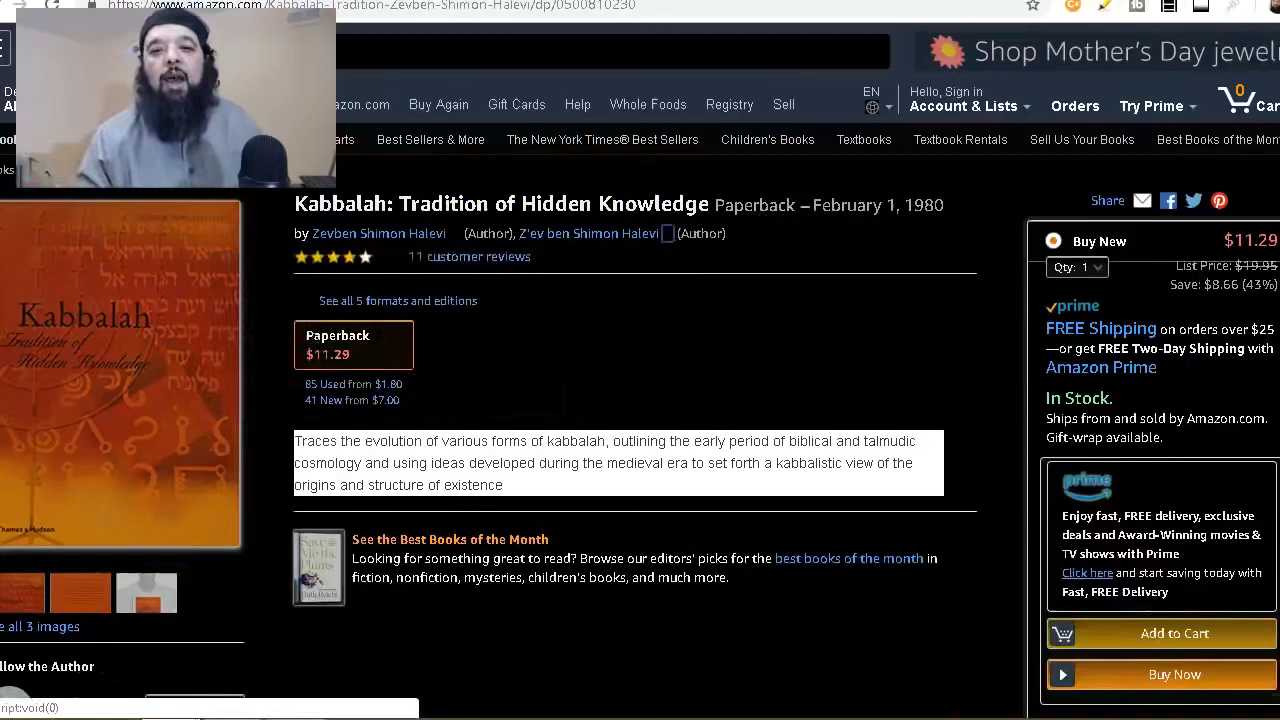 https://www.amazon.com/Kabbalah-Tradition-Zevben-Shimon-Halevi/dp/0500810230
Shop Mother's Day jewel
EN
Hello, Sign in
zon.com Buy Again Gift Cards Help Whole Foods Registry Sell
Account & Lists
Orders
Try Prime
0
Car
Best Sellers & More The New York Times® Best Sellers Children's Books Textbooks Textbook Rentals Sell Us Your Books Best Books of the Mon
Kabbalah: Tradition of Hidden Knowledge Paperback – February 1, 1980
by Zevben Shimon Halevi (Author), Z'ev ben Shimon Halevi (Author)
11 customer reviews
See all 5 formats and editions
Paperback
$11.29
85 Used from $1.80
41 New from $7.00
Traces the evolution of various forms of kabbalah, outlining the early period of biblical and talmudic
cosmology and using ideas developed during the medieval era to set forth a kabbalistic view of the
origins and structure of existence
See the Best Books of the Month
Looking for something great to read? Browse our editors' picks for the best books of the month in
fiction, nonfiction, mysteries, children's books, and much more.
Save
Me the
Plums
Ruth Reichl
Kabbalah
Tradition of
Hidden Knowledge
Thames & Hudson
e all 3 images
llow the Author
ript:void(0)
Share
Buy New $11.29
Qty: 1
List Price: $19.95
Save: $8.66 (43%)
prime
FREE Shipping on orders over $25
—or get FREE Two-Day Shipping with
Amazon Prime
In Stock.
Ships from and sold by Amazon.com.
Gift-wrap available.
prime
Enjoy fast, FREE delivery, exclusive
deals and Award-Winning movies &
TV shows with Prime
Click here and start saving today with
Fast, FREE Delivery
Add to Cart
Buy Now